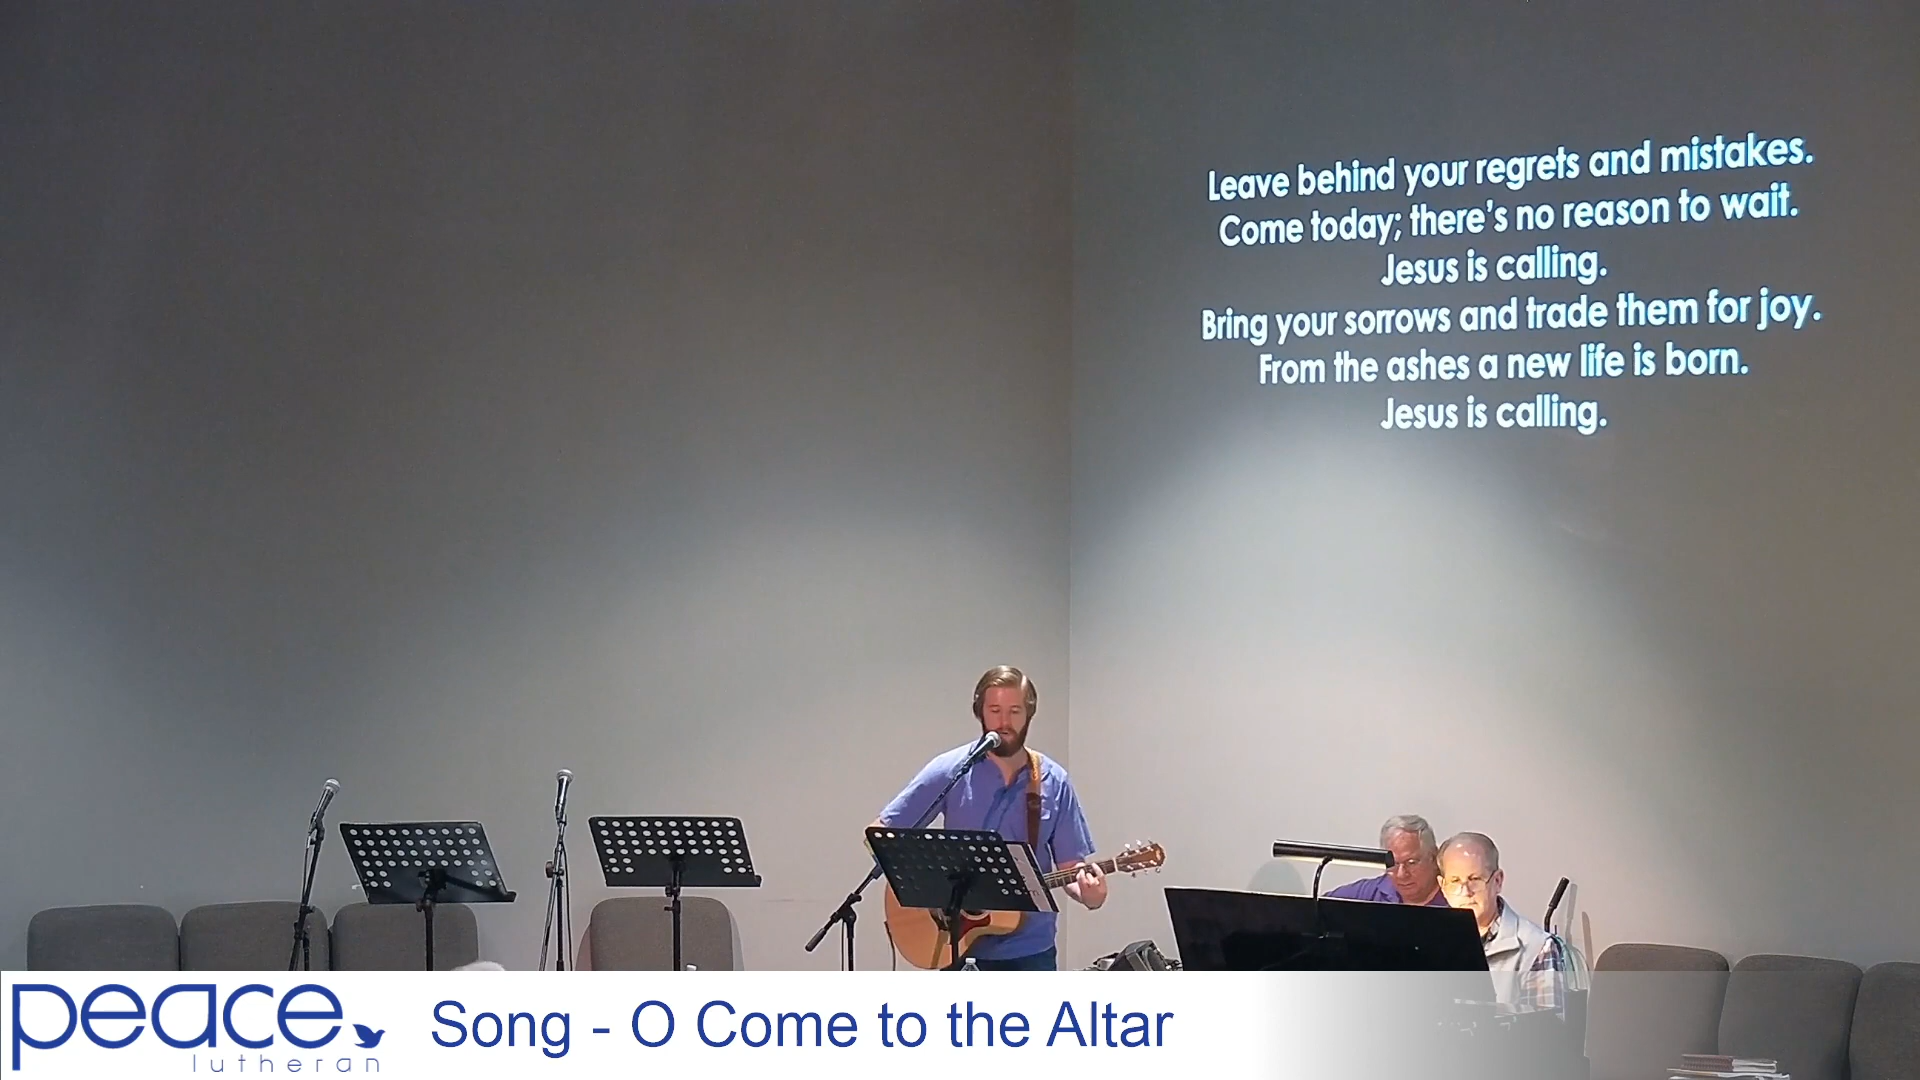 Leave behind your regrets and mistakes.
Come today; there's no reason to wait.
Jesus is calling.
Bring your sorrows and trade them for joy.
From the ashes a new life is born.
Jesus is calling.
peace
lutheran
Song - O Come to the Altar